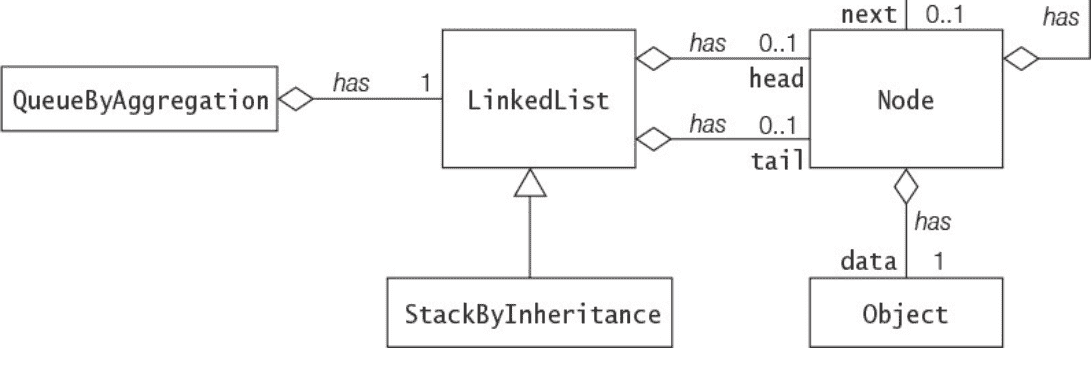 next 0..1 has
has 0..1
head
QueueByAggregation has 1 LinkedList Node
has 0..1
tail
has
data 1
StackByInheritance Object